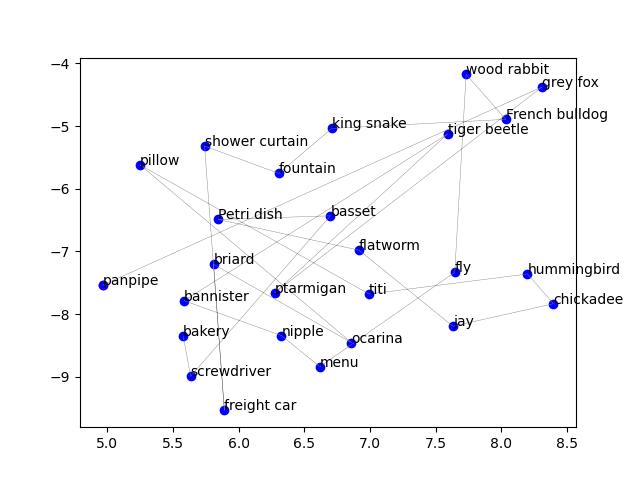 −4
wood rabbit
grey fox
French bulldog
−5
king snake
tiger beetle
shower curtain
pillow
fountain
−6
Petri dish
basset
flatworm
−7
briard
fly
hummingbird
panpipe
ptarmigan
titi
bannister
chickadee
−8
jay
bakery
nipple
ocarina
menu
screwdriver
−9
freight car
5.0 5.5 6.0 6.5 7.0 7.5 8.0 8.5